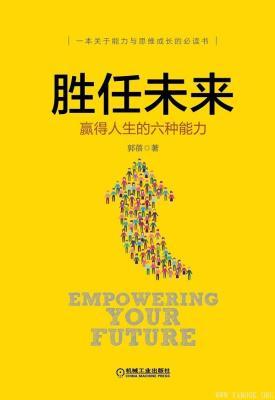 一本关于能力与思维成长的必读书
胜任未来
赢得人生的六种能力
郭蓓◎著
EMPOWERING
YOUR
FUTURE
机械工业出版社
CHINA MACHINE PRESS